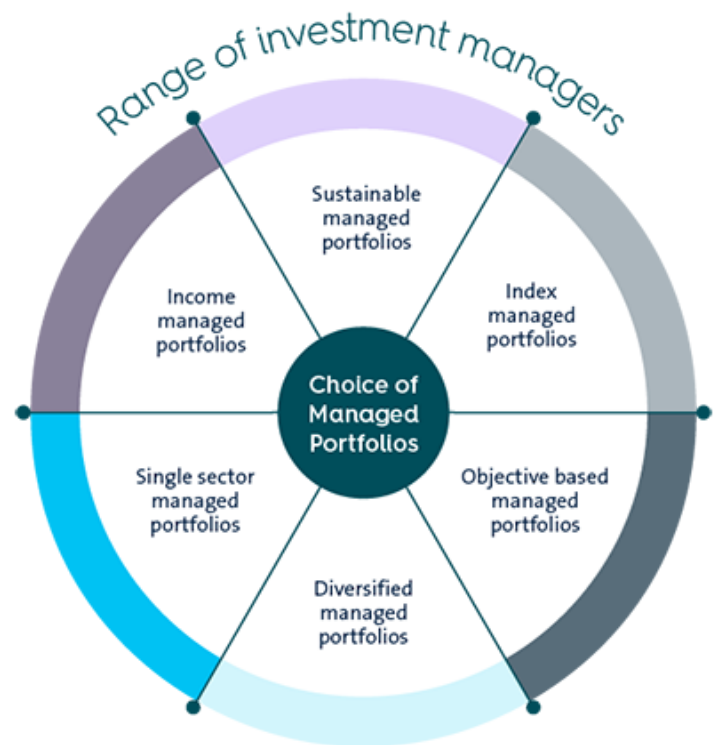 Range of investment managers
Sustainable
managed
portfolios
Income
managed
portfolios
Index
managed
portfolios
Choice of
Managed
Portfolios
Single sector
managed
portfolios
Objective based
managed
portfolios
Diversified
managed
portfolios